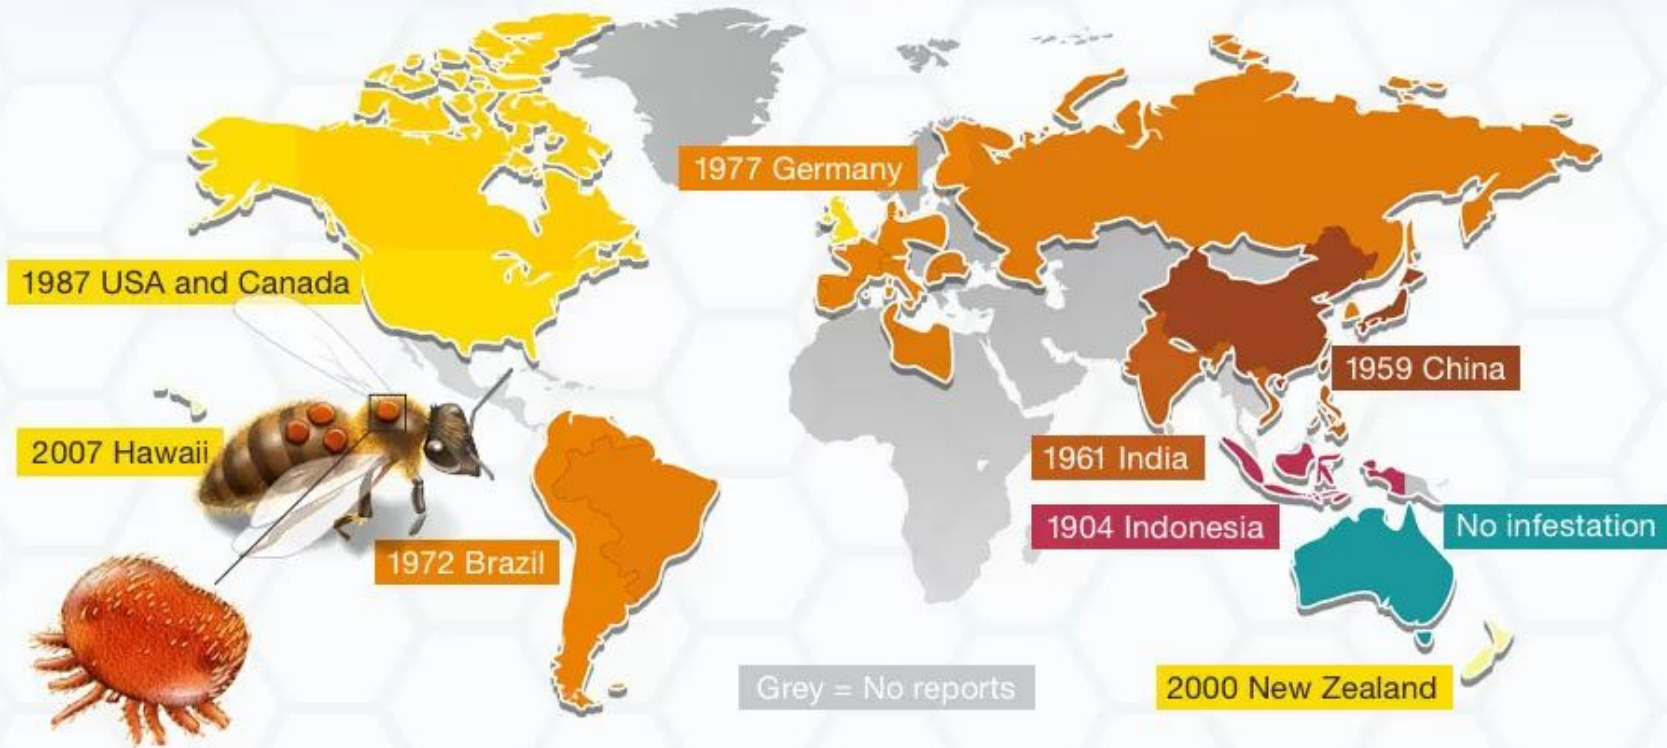 1977 Germany
1987 USA and Canada
1959 China
2007 Hawaii
1961 India
1904 Indonesia
No infestation
1972 Brazil
Grey = No reports
2000 New Zealand